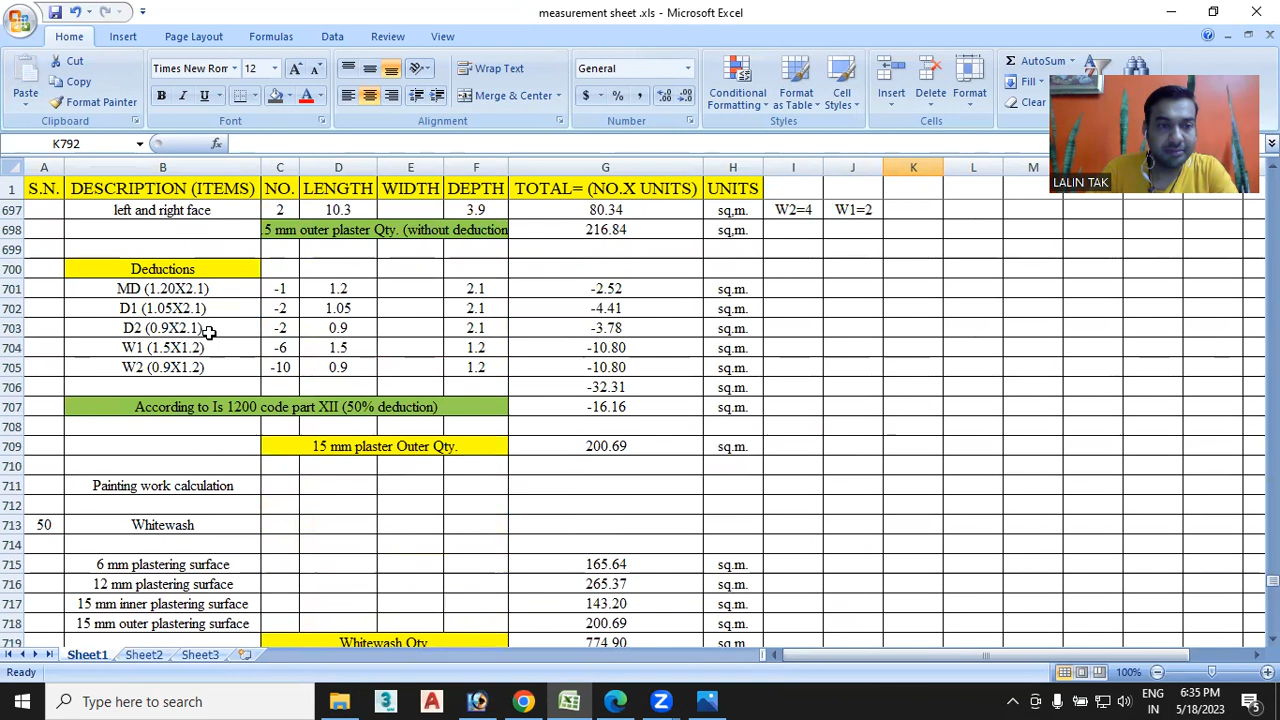 measurement sheet .xls - Microsoft Excel
Home Insert Page Layout Formulas Data Review View
Cut Copy Format Painter Paste Clipboard
Times New Ron 12 B I U A A A Font
Wrap Text Merge & Center Alignment
General $ % , Number
Conditional Formatting Format as Table Cell Styles Styles
Insert Delete Format Cells
AutoSum Fill Clear
K792 fx
A B C D E F G H I J K L M
1 S.N. DESCRIPTION (ITEMS) NO. LENGTH WIDTH DEPTH TOTAL= (NO.X UNITS) UNITS
LALIN TAK
697 left and right face 2 10.3 3.9 80.34 sq,m. W2=4 W1=2
698 .5 mm outer plaster Qty. (without deduction 216.84 sq,m.
699
700 Deductions
701 MD (1.20X2.1) -1 1.2 2.1 -2.52 sq.m.
702 D1 (1.05X2.1) -2 1.05 2.1 -4.41 sq.m.
703 D2 (0.9X2.1) -2 0.9 2.1 -3.78 sq.m.
704 W1 (1.5X1.2) -6 1.5 1.2 -10.80 sq.m.
705 W2 (0.9X1.2) -10 0.9 1.2 -10.80 sq.m.
706 -32.31 sq.m.
707 According to Is 1200 code part XII (50% deduction) -16.16 sq.m.
708
709 15 mm plaster Outer Qty. 200.69 sq.m.
710
711 Painting work calculation
712
713 50 Whitewash
714
715 6 mm plastering surface 165.64 sq.m.
716 12 mm plastering surface 265.37 sq.m.
717 15 mm inner plastering surface 143.20 sq.m.
718 15 mm outer plastering surface 200.69 sq.m.
719 Whitewash Qty 774.90 sq.m.
Sheet1 Sheet2 Sheet3
Ready 100%
Type here to search
ENG IN
6:35 PM
5/18/2023
5